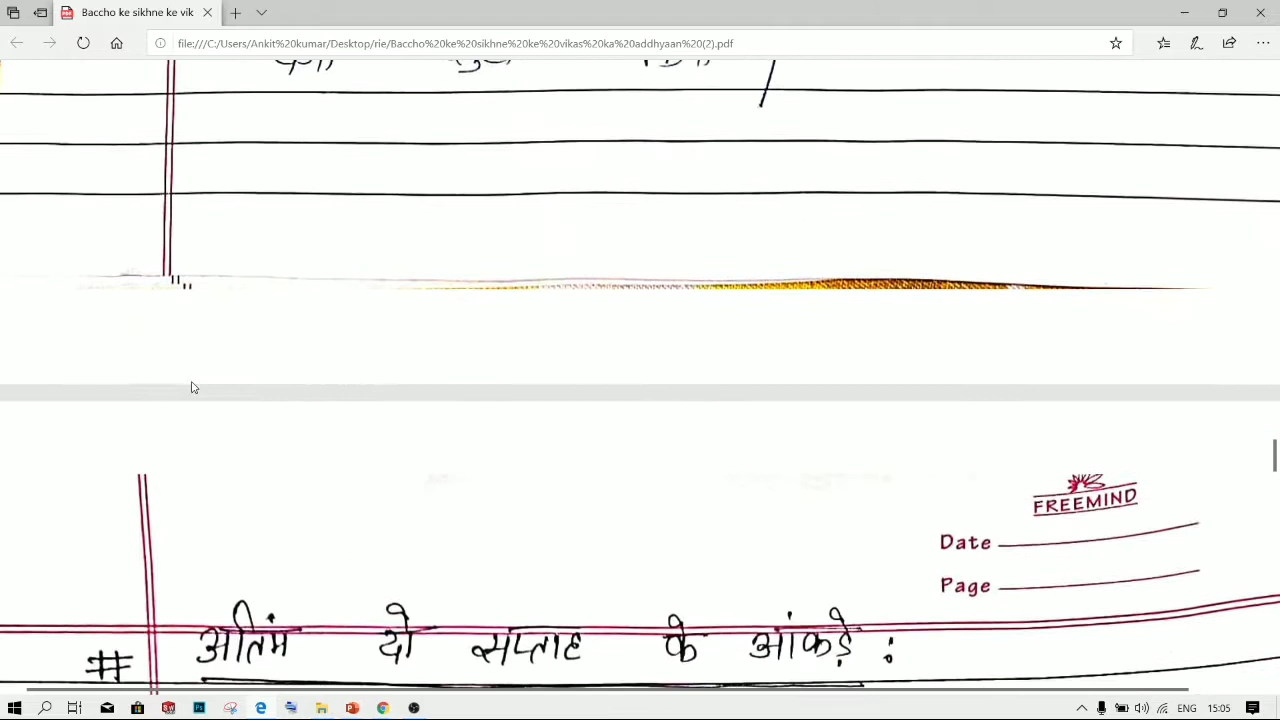 Baccho ke sikhne ke vik
file:///C:/Users/Ankit%20kumar/Desktop/rie/Baccho%20ke%20sikhne%20ke%20vikas%20ka%20addhyaan%20(2).pdf
FREEMIND
Date
Page
# अतिंम दो सप्ताह के आंकड़े :
ENG 15:05